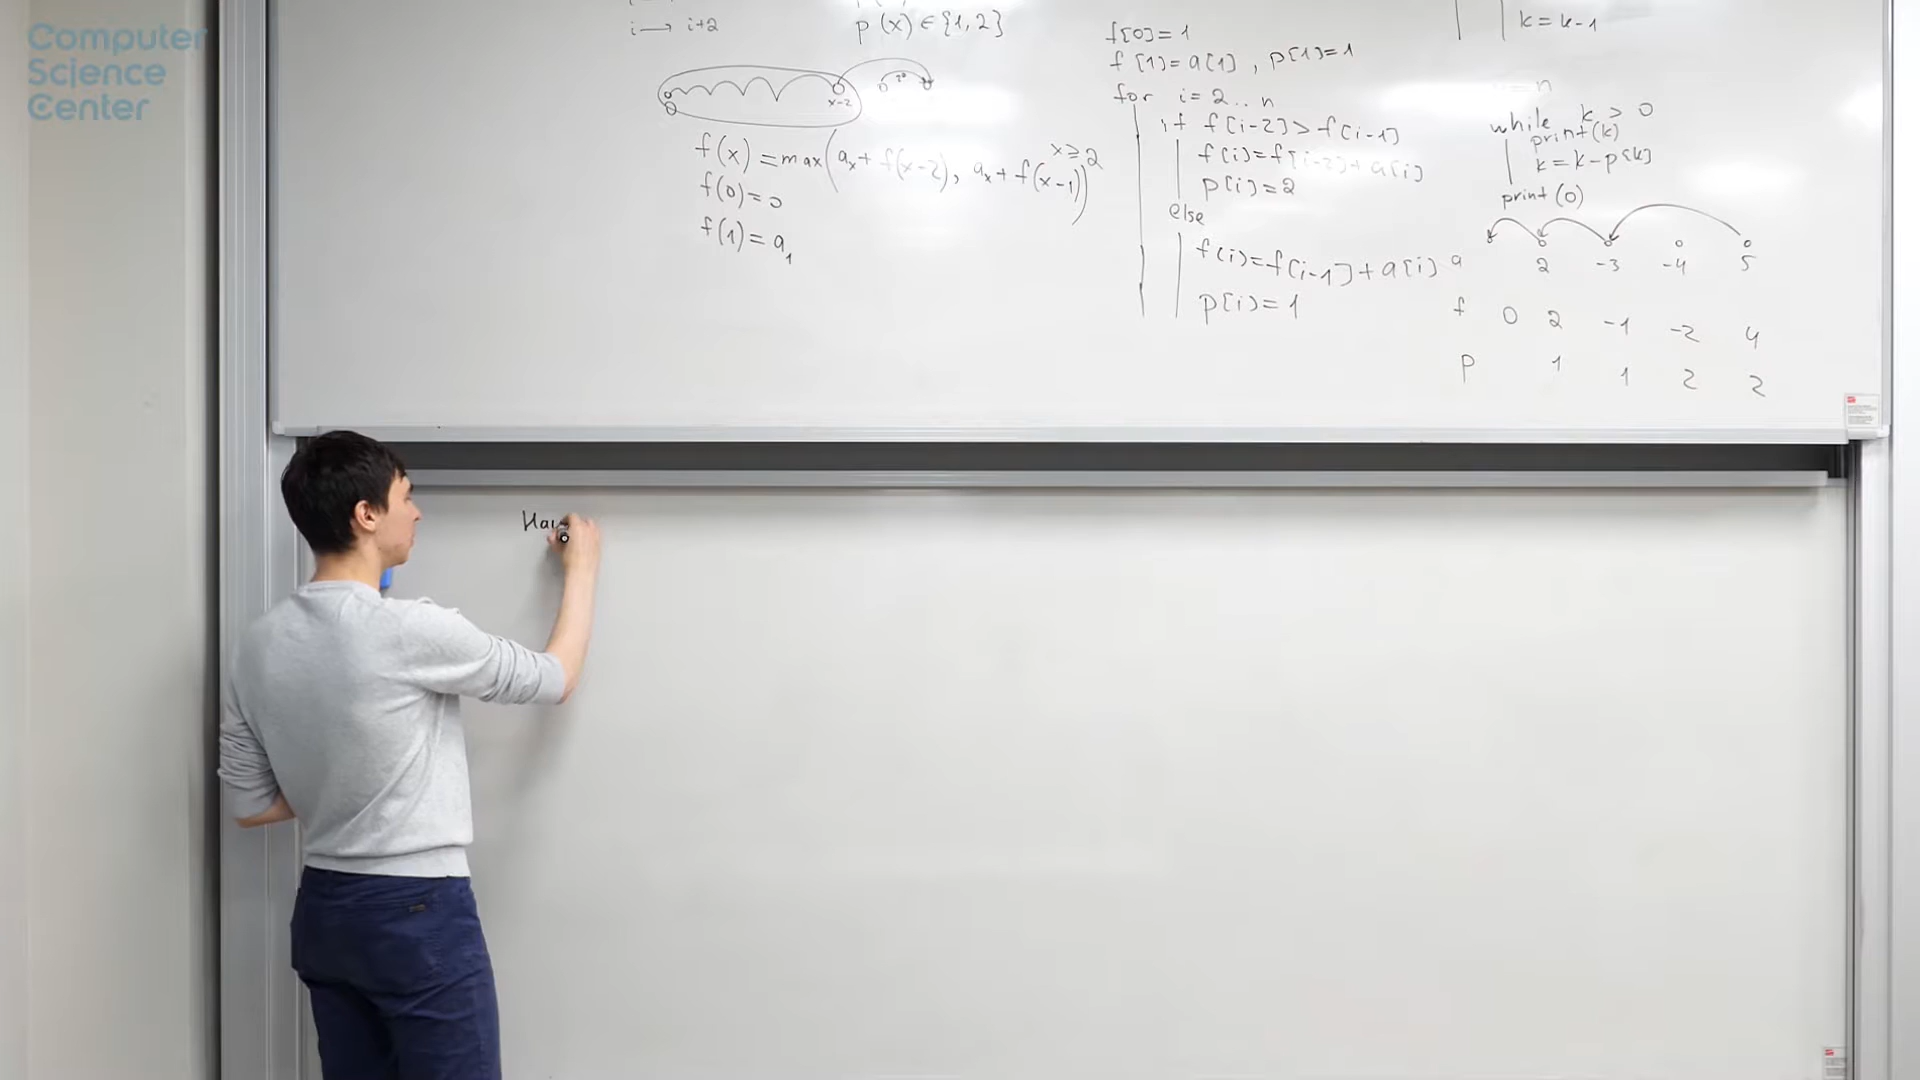 Computer
Science
Center
i → i+2
p(x) ∈ {1,2}
x-2
f(x) = max(aₓ + f(x-2), aₓ + f(x-1)) x ≥ 2
f(0) = 0
f(1) = a₁
f[0] = 1
f[1] = a[1], p[1] = 1
for i = 2 .. n
if f[i-2] > f[i-1]
f[i] = f[i-2] + a[i]
p[i] = 2
else
f[i] = f[i-1] + a[i]
p[i] = 1
k = k-1
= n
while k > 0
print(k)
k = k - p[k]
print(0)
a 2 -3 -4 5
f 0 2 -1 -2 4
p 1 1 2 2